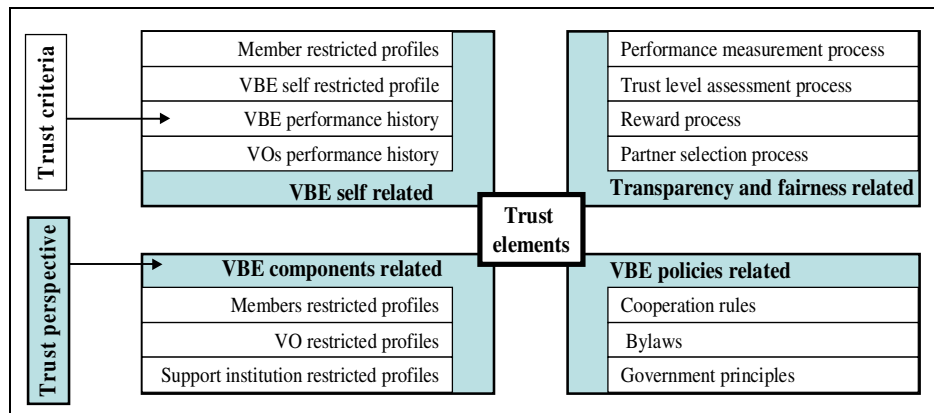 Trust criteria
Member restricted profiles
VBE self restricted profile
VBE performance history
VOs performance history
VBE self related
Performance measurement process
Trust level assessment process
Reward process
Partner selection process
Transparency and fairness related
Trust
elements
Trust perspective
VBE components related
Members restricted profiles
VO restricted profiles
Support institution restricted profiles
VBE policies related
Cooperation rules
Bylaws
Government principles